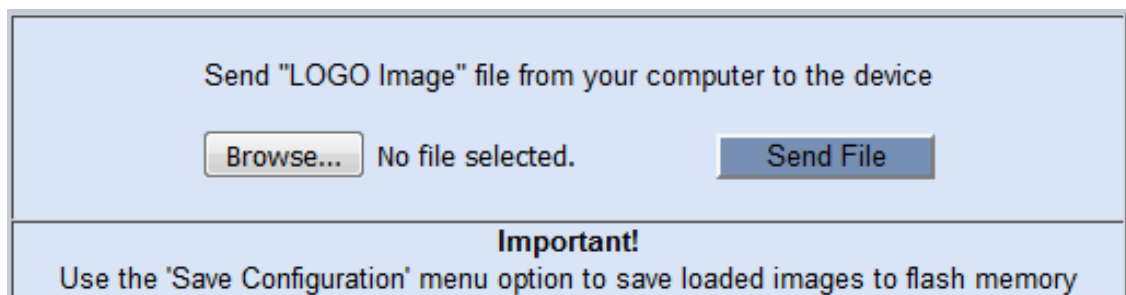 Send "LOGO Image" file from your computer to the device
Browse... No file selected. Send File
Important!
Use the 'Save Configuration' menu option to save loaded images to flash memory